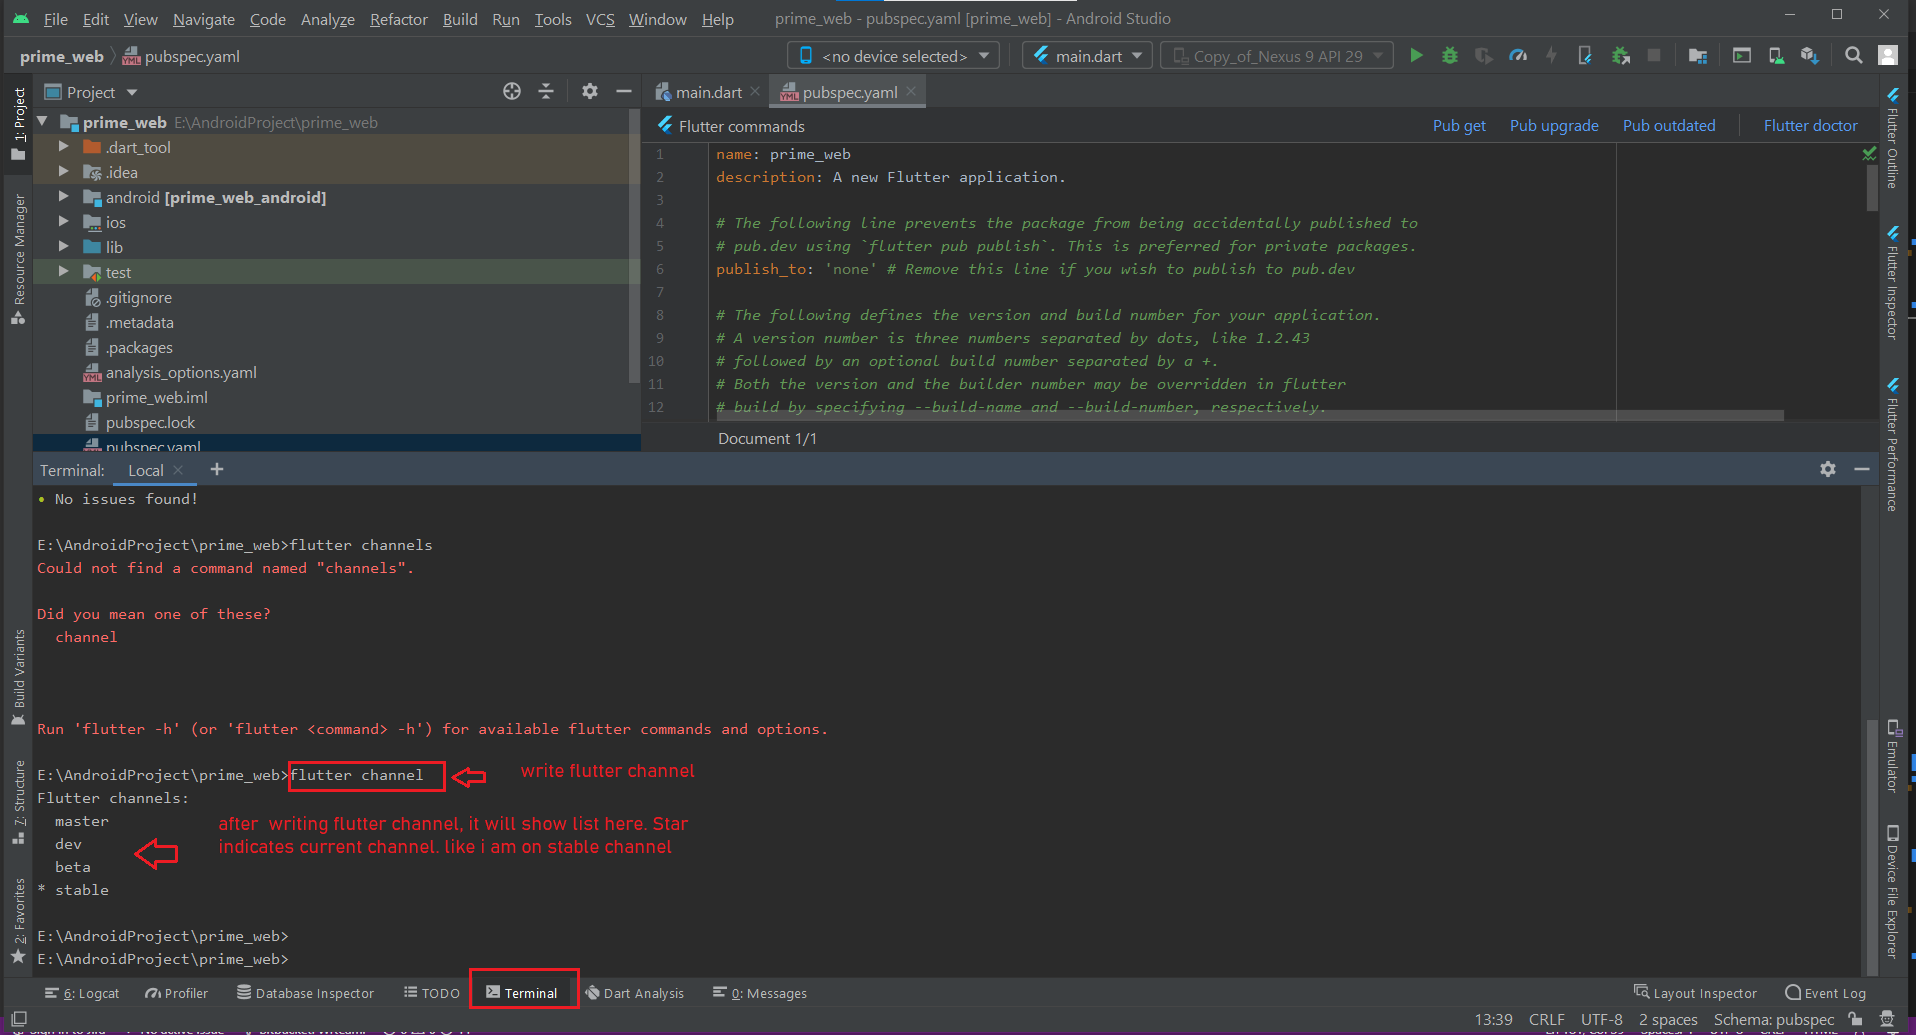 File Edit View Navigate Code Analyze Refactor Build Run Tools VCS Window Help prime_web - pubspec.yaml [prime_web] - Android Studio
prime_web pubspec.yaml <no device selected> main.dart Copy_of_Nexus 9 API 29
1: Project
Resource Manager
Build Variants
7: Structure
2: Favorites
Project
prime_web E:\AndroidProject\prime_web
.dart_tool
.idea
android [prime_web_android]
ios
lib
test
.gitignore
.metadata
.packages
analysis_options.yaml
prime_web.iml
pubspec.lock
pubspec.yaml
main.dart pubspec.yaml
Flutter commands Pub get Pub upgrade Pub outdated Flutter doctor
1 name: prime_web
2 description: A new Flutter application.
3
4 # The following line prevents the package from being accidentally published to
5 # pub.dev using `flutter pub publish`. This is preferred for private packages.
6 publish_to: 'none' # Remove this line if you wish to publish to pub.dev
7
8 # The following defines the version and build number for your application.
9 # A version number is three numbers separated by dots, like 1.2.43
10 # followed by an optional build number separated by a +.
11 # Both the version and the builder number may be overridden in flutter
12 # build by specifying --build-name and --build-number, respectively.
Document 1/1
Flutter Outline
Flutter Inspector
Flutter Performance
Emulator
Device File Explorer
Terminal: Local +
• No issues found!
E:\AndroidProject\prime_web>flutter channels
Could not find a command named "channels".
Did you mean one of these?
channel
Run 'flutter -h' (or 'flutter <command> -h') for available flutter commands and options.
E:\AndroidProject\prime_web>flutter channel
write flutter channel
Flutter channels:
master
dev
beta
* stable
after writing flutter channel, it will show list here. Star
indicates current channel. like i am on stable channel
E:\AndroidProject\prime_web>
E:\AndroidProject\prime_web>
6: Logcat Profiler Database Inspector TODO Terminal Dart Analysis 0: Messages Layout Inspector Event Log
13:39 CRLF UTF-8 2 spaces Schema: pubspec